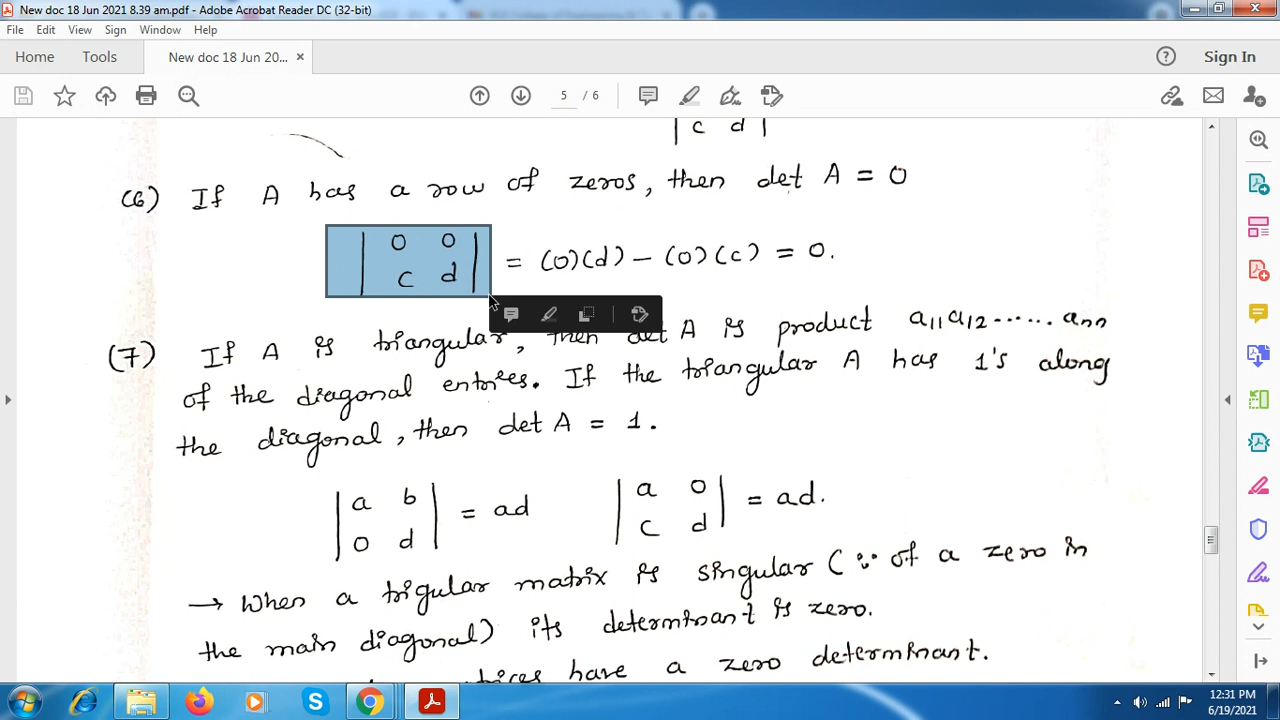 New doc 18 Jun 2021 8.39 am.pdf - Adobe Acrobat Reader DC (32-bit)
File Edit View Sign Window Help
Home Tools New doc 18 Jun 20... × Sign In
5 / 6
| c d |
(6) If A has a row of zeros, then det A = 0
| 0 0 |
| c d | = (0)(d) - (0)(c) = 0.
(7) If A is triangular, then det A is product a11a12......ann
of the diagonal entries. If the triangular A has 1's along
the diagonal, then det A = 1.
| a b | | a 0 |
| 0 d | = ad | c d | = ad.
→ When a trigular matrix is singular (∵ of a zero in
the main diagonal) its determinant is zero.
have a zero determinant.
12:31 PM
6/19/2021